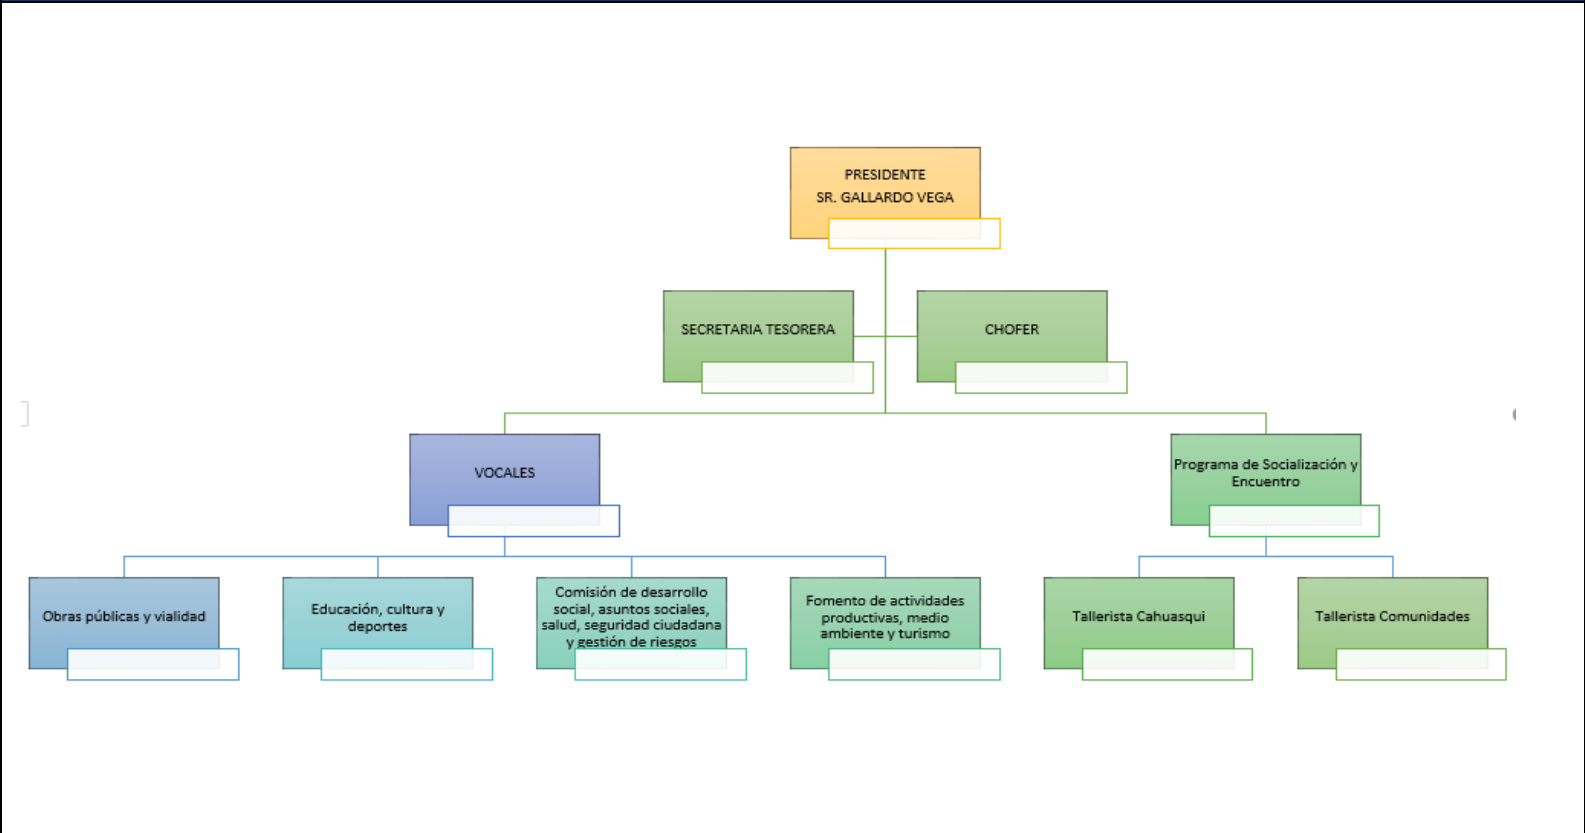 PRESIDENTE
SR. GALLARDO VEGA
SECRETARIA TESORERA
CHOFER
VOCALES
Programa de Socialización y
Encuentro
Obras públicas y vialidad
Educación, cultura y
deportes
Comisión de desarrollo
social, asuntos sociales,
salud, seguridad ciudadana
y gestión de riesgos
Fomento de actividades
productivas, medio
ambiente y turismo
Tallerista Cahuasqui
Tallerista Comunidades